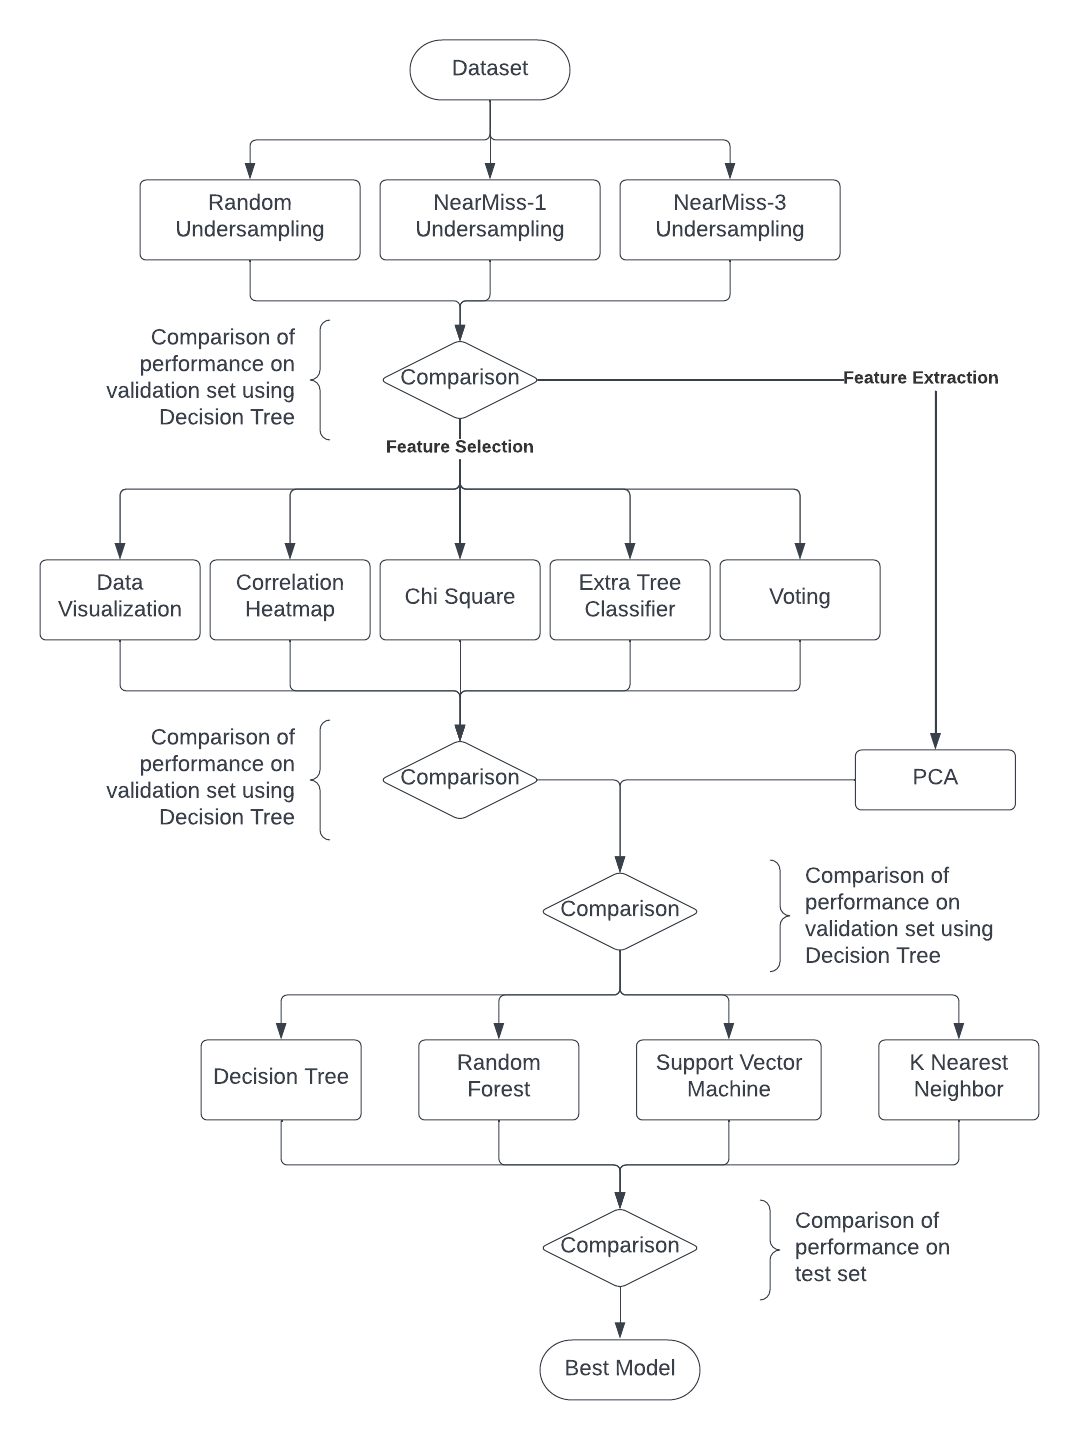 Dataset
Random
Undersampling
NearMiss-1
Undersampling
NearMiss-3
Undersampling
Comparison of
performance on
validation set using
Decision Tree
Comparison
Feature Extraction
Feature Selection
Data
Visualization
Correlation
Heatmap
Chi Square
Extra Tree
Classifier
Voting
Comparison of
performance on
validation set using
Decision Tree
Comparison
PCA
Comparison
Comparison of
performance on
validation set using
Decision Tree
Decision Tree
Random
Forest
Support Vector
Machine
K Nearest
Neighbor
Comparison
Comparison of
performance on
test set
Best Model